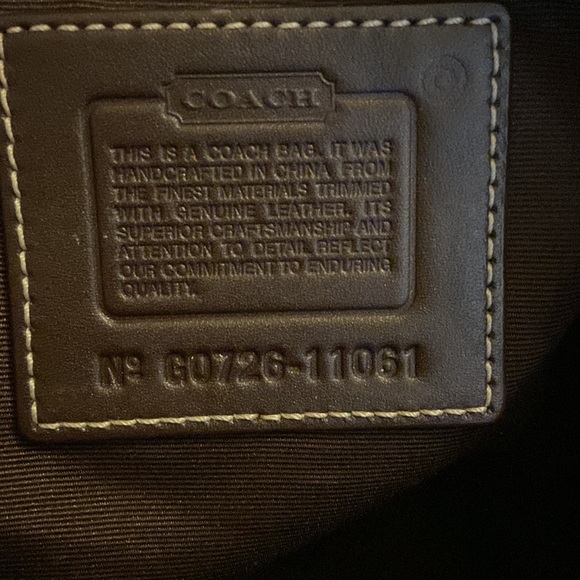 COACH
THIS IS A COACH BAG. IT WAS
HANDCRAFTED IN CHINA FROM
THE FINEST MATERIALS TRIMMED
WITH GENUINE LEATHER. ITS
SUPERIOR CRAFTSMANSHIP AND
ATTENTION TO DETAIL REFLECT
OUR COMMITMENT TO ENDURING
QUALITY.
Nº G0726-11061